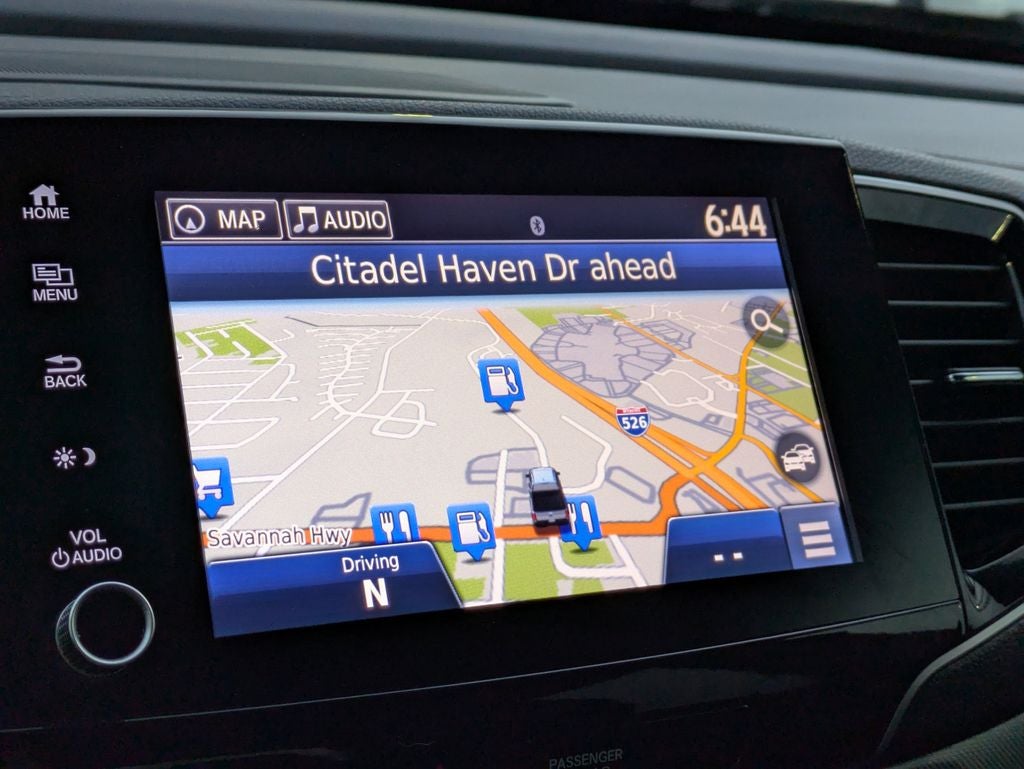 HOME
MENU
BACK
VOL
AUDIO
MAP
AUDIO
6:44
Citadel Haven Dr ahead
526
Savannah Hwy
Driving
N
--
PASSENGER